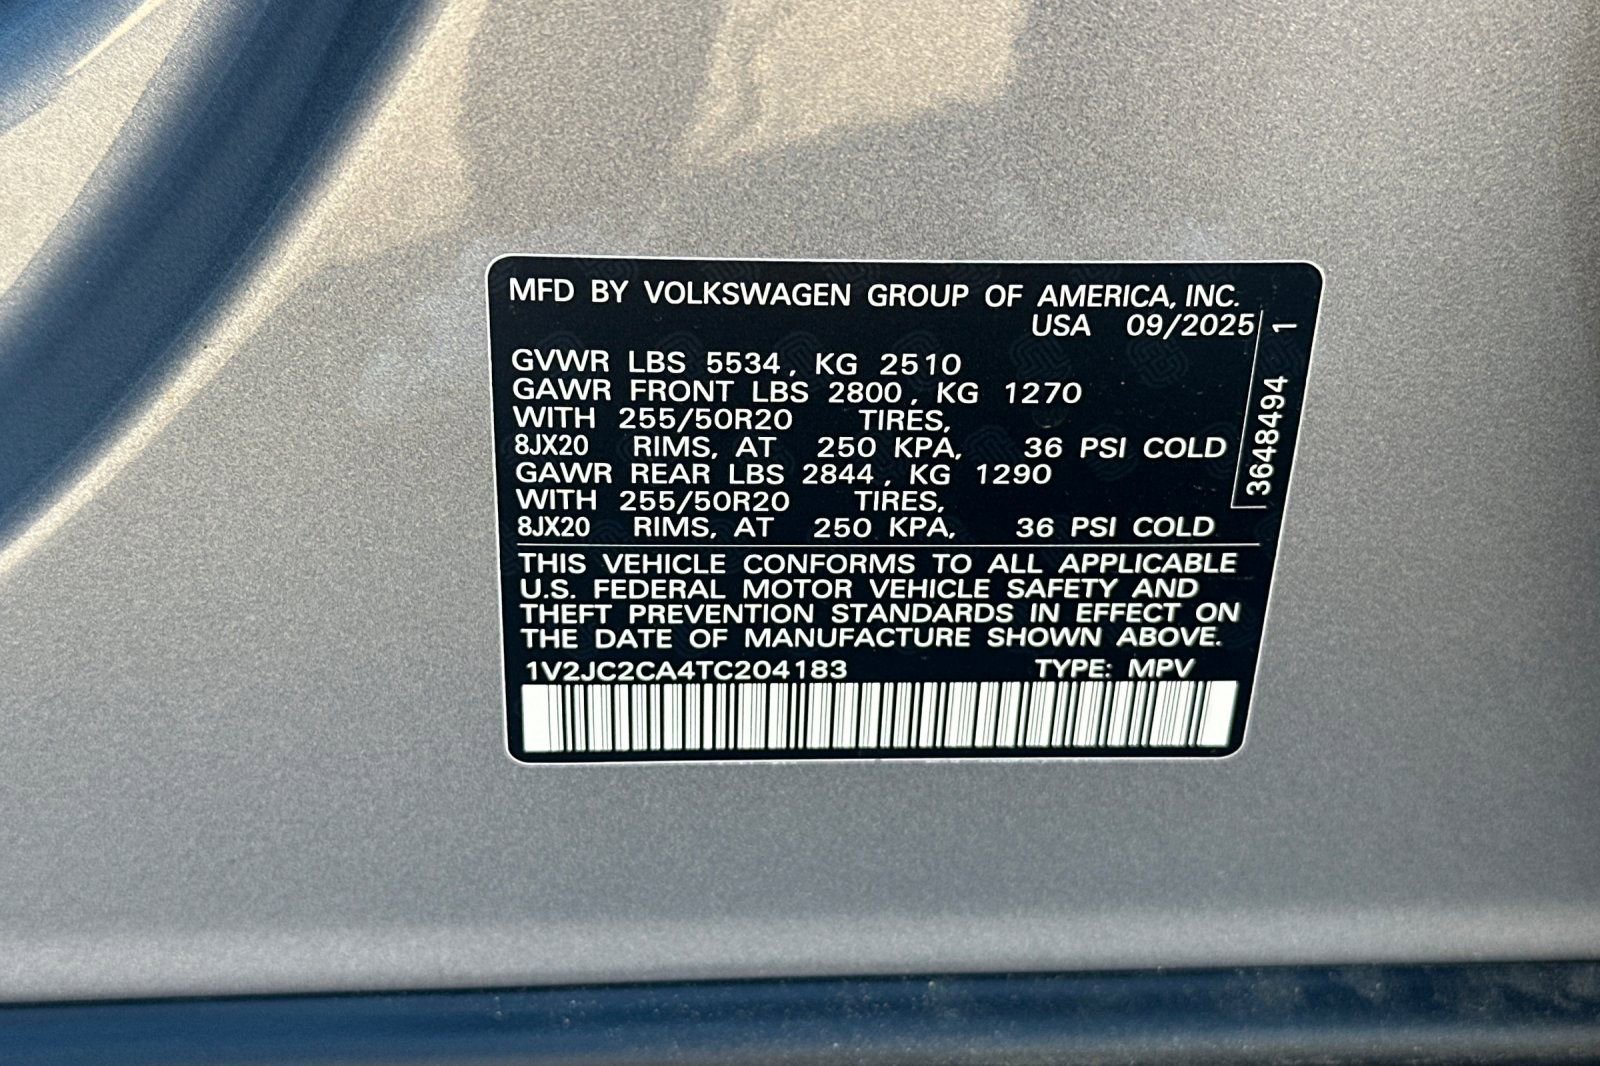 MFD BY VOLKSWAGEN GROUP OF AMERICA, INC.
USA 09/2025
GVWR LBS 5534, KG 2510
GAWR FRONT LBS 2800, KG 1270
WITH 255/50R20 TIRES,
8JX20 RIMS, AT 250 KPA, 36 PSI COLD
GAWR REAR LBS 2844, KG 1290
WITH 255/50R20 TIRES,
8JX20 RIMS, AT 250 KPA, 36 PSI COLD
THIS VEHICLE CONFORMS TO ALL APPLICABLE
U.S. FEDERAL MOTOR VEHICLE SAFETY AND
THEFT PREVENTION STANDARDS IN EFFECT ON
THE DATE OF MANUFACTURE SHOWN ABOVE.
1V2JC2CA4TC204183 TYPE: MPV
3648494 1